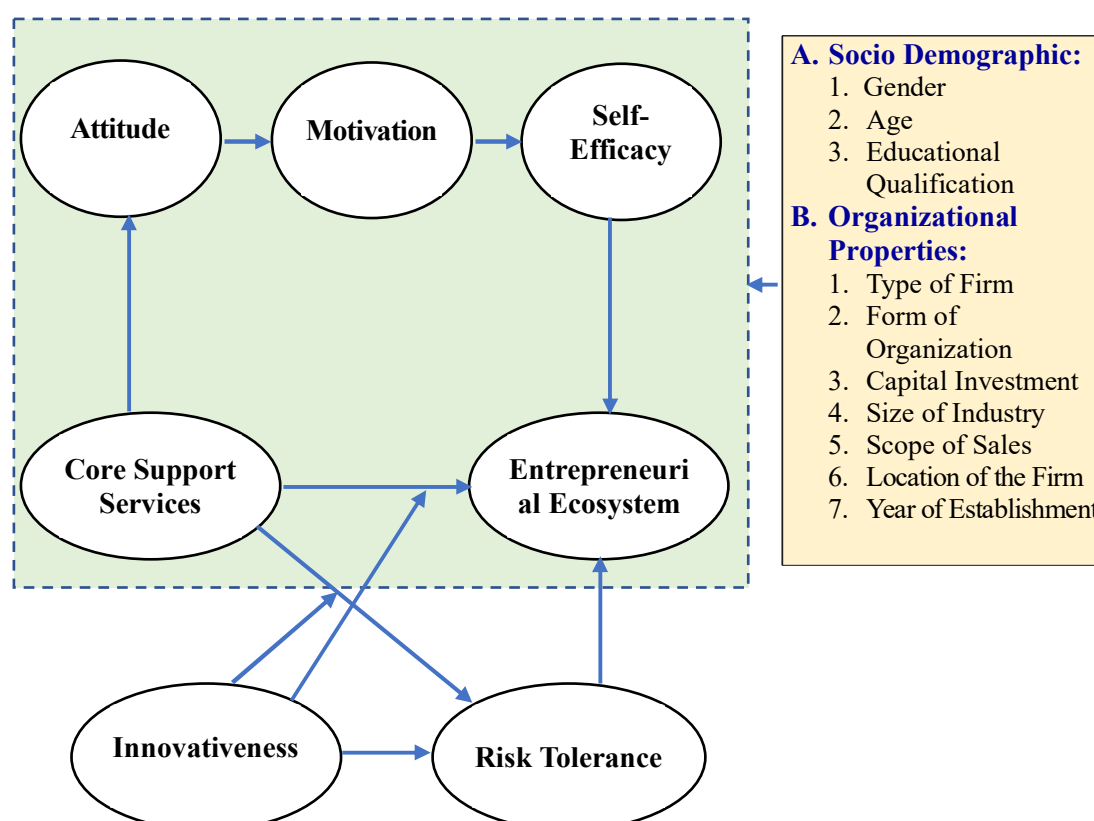 Attitude
Motivation
Self-
Efficacy
Core Support
Services
Entrepreneuri
al Ecosystem
Innovativeness
Risk Tolerance
A. Socio Demographic:
1. Gender
2. Age
3. Educational
Qualification
B. Organizational
Properties:
1. Type of Firm
2. Form of
Organization
3. Capital Investment
4. Size of Industry
5. Scope of Sales
6. Location of the Firm
7. Year of Establishment